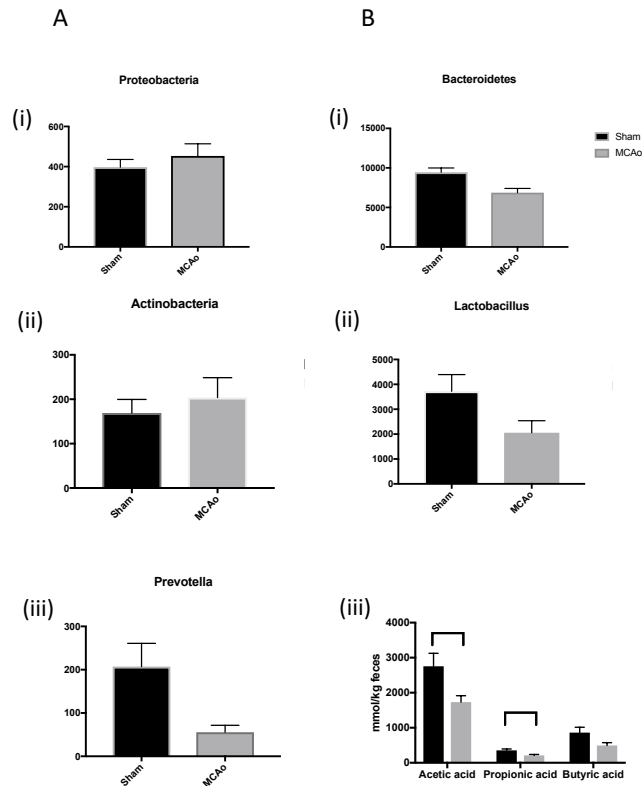 A
B
Proteobacteria
(i)
600
400
200
0
Sham
MCAo
Bacteroidetes
(i)
15000
10000
5000
0
Sham
MCAo
Sham
MCAo
Actinobacteria
(ii)
300
200
100
0
Sham
MCAo
Lactobacillus
(ii)
5000
4000
3000
2000
1000
0
Sham
MCAo
Prevotella
(iii)
300
200
100
0
Sham
MCAo
(iii)
mmol/kg feces
4000
3000
2000
1000
0
Acetic acid Propionic acid Butyric acid